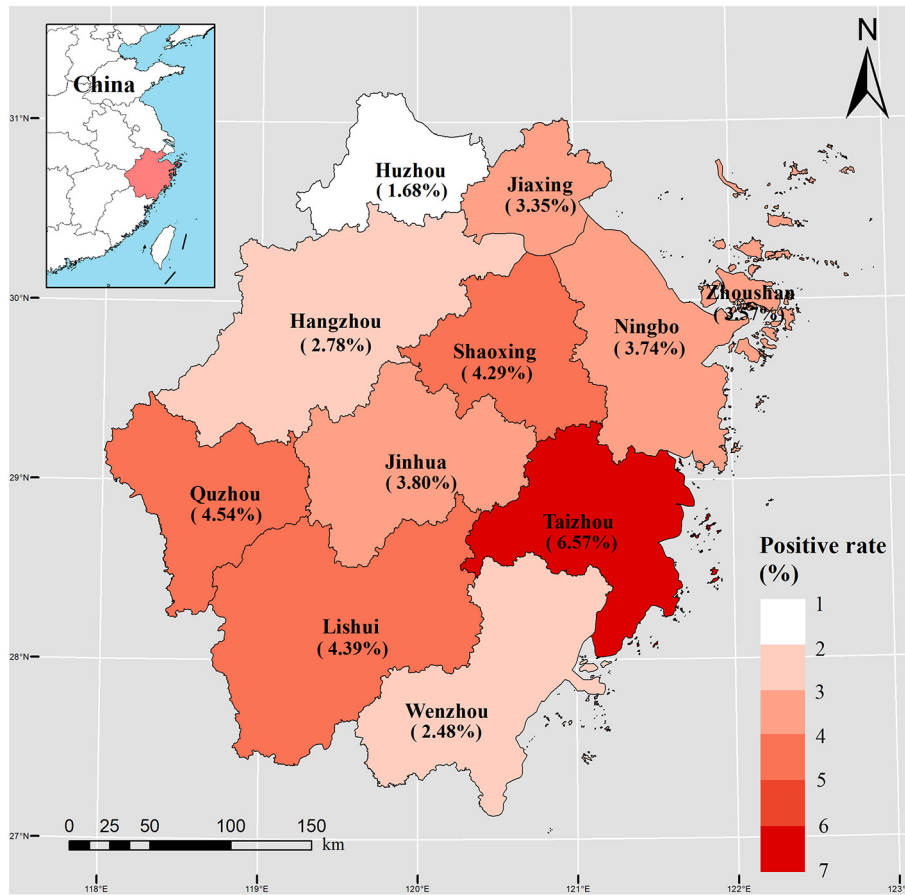 China
N
31°N
30°N
29°N
28°N
27°N
Huzhou
( 1.68%)
Jiaxing
( 3.35%)
Zhoushan
( 3.57%)
Hangzhou
( 2.78%)
Ningbo
( 3.74%)
Shaoxing
( 4.29%)
Jinhua
( 3.80%)
Quzhou
( 4.54%)
Taizhou
( 6.57%)
Lishui
( 4.39%)
Wenzhou
( 2.48%)
Positive rate
(%)
1
2
3
4
5
6
7
0 25 50 100 150
km
118°E 119°E 120°E 121°E 122°E 123°